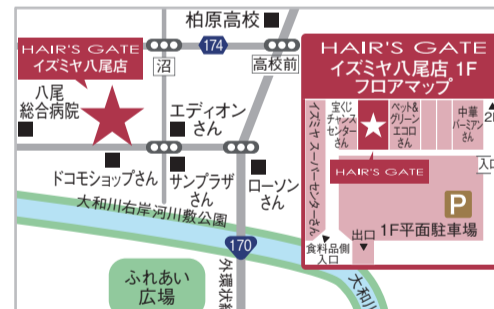 柏原高校
HAIR'S GATE
イズミヤ八尾店
174
沼
高校前
八尾
総合病院
エディオン
さん
ドコモショップさん
サンプラザ
さん
ローソン
さん
大和川右岸河川敷公園
170
ふれあい
広場
外環状線
大和川
HAIR'S GATE
イズミヤ八尾店 1F
フロアマップ
イズミヤ スーパーセンターさん
宝くじ
チャンス
センター
さん
ペット&
グリーン
エコロ
さん
中華
バーミアン
さん
2F
入口
HAIR'S GATE
P
1F平面駐車場
出口
食料品側
入口